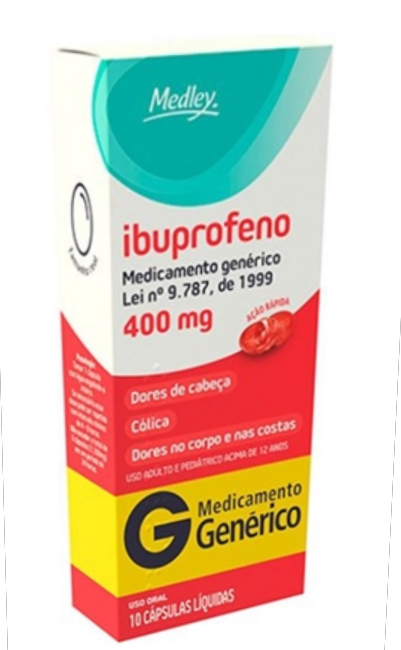 Medley.
ibuprofeno
Medicamento genérico
Lei nº 9.787, de 1999
400 mg
AÇÃO RÁPIDA
Dores de cabeça
Cólica
Dores no corpo e nas costas
USO ADULTO E PEDIÁTRICO ACIMA DE 12 ANOS
G Medicamento
Genérico
USO ORAL
10 CÁPSULAS LÍQUIDAS